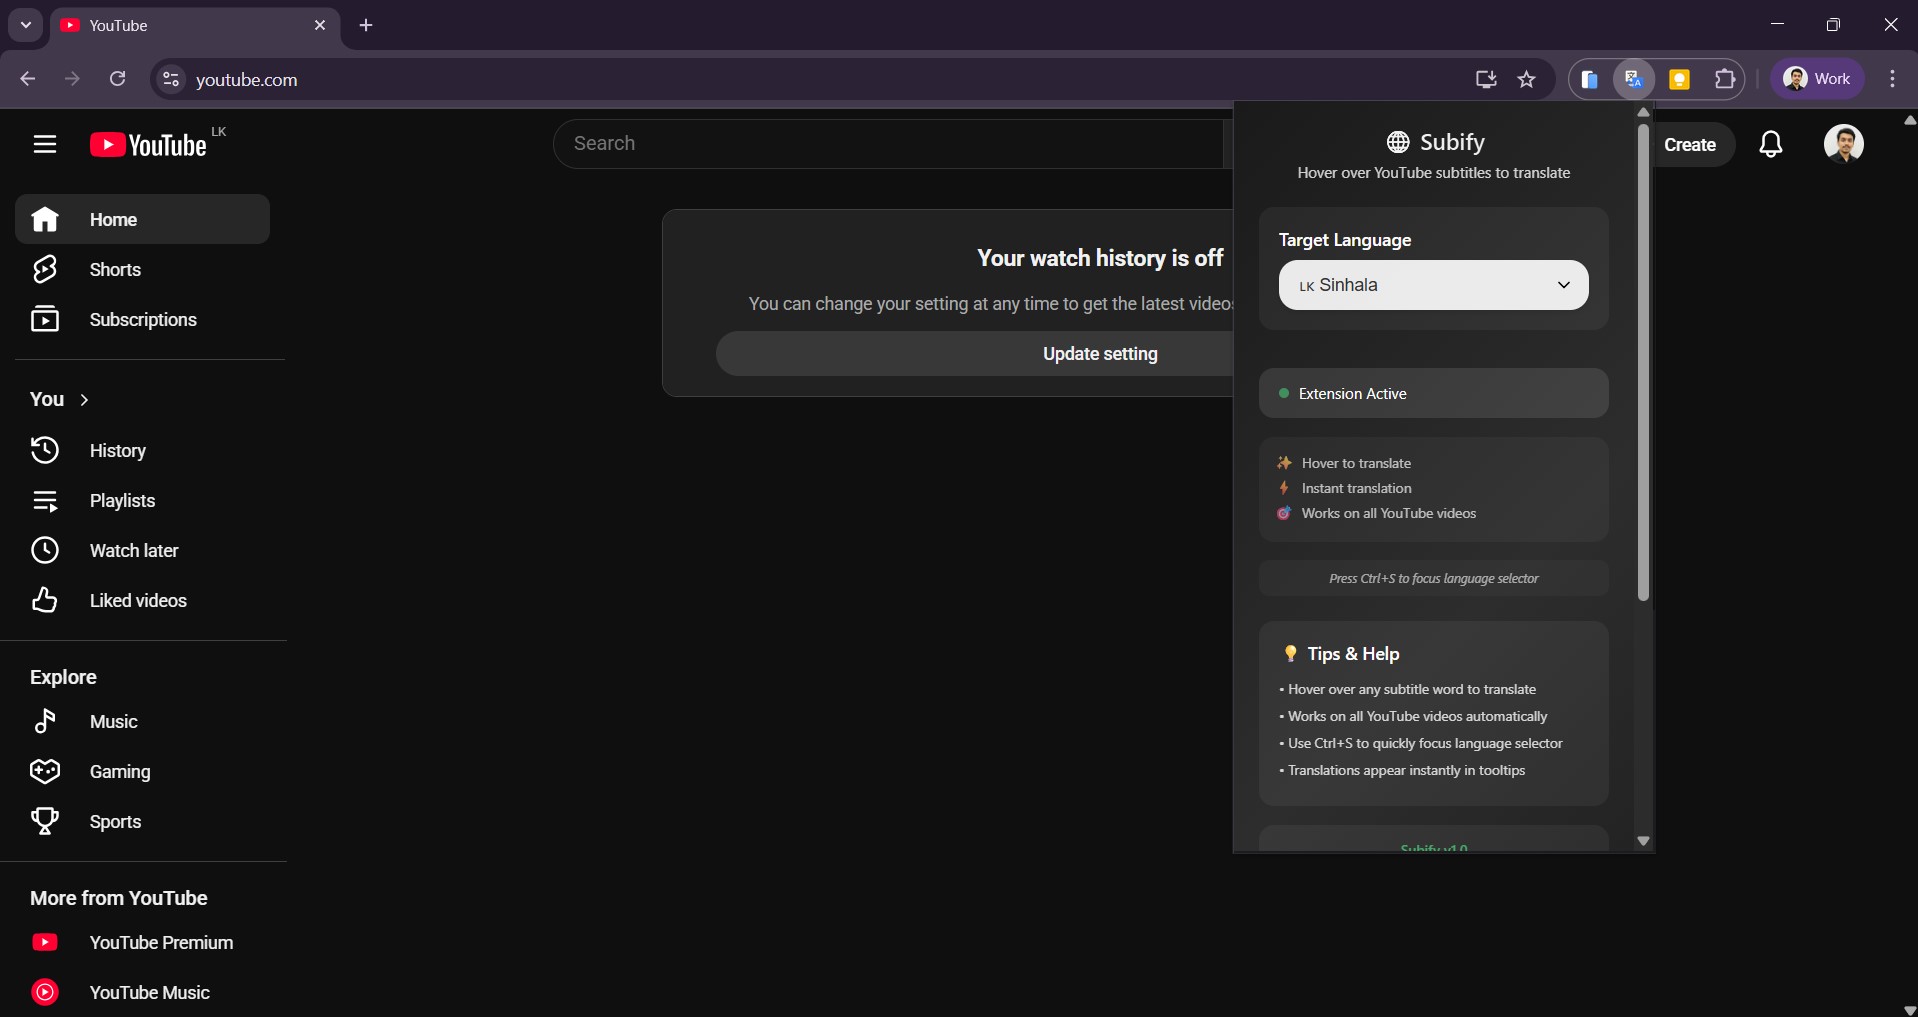 YouTube
youtube.com
Work
YouTube LK
Search
Create
Home
Shorts
Subscriptions
You
History
Playlists
Watch later
Liked videos
Explore
Music
Gaming
Sports
More from YouTube
YouTube Premium
YouTube Music
Your watch history is off
You can change your setting at any time to get the latest videos
Update setting
Subify
Hover over YouTube subtitles to translate
Target Language
LK Sinhala
Extension Active
✨ Hover to translate
⚡ Instant translation
🎯 Works on all YouTube videos
Press Ctrl+S to focus language selector
💡 Tips & Help
• Hover over any subtitle word to translate
• Works on all YouTube videos automatically
• Use Ctrl+S to quickly focus language selector
• Translations appear instantly in tooltips
Subify v1.0